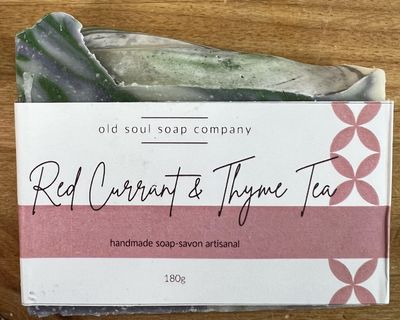 old soul soap company
Red Currant & Thyme Tea
handmade soap-savon artisanal
180g